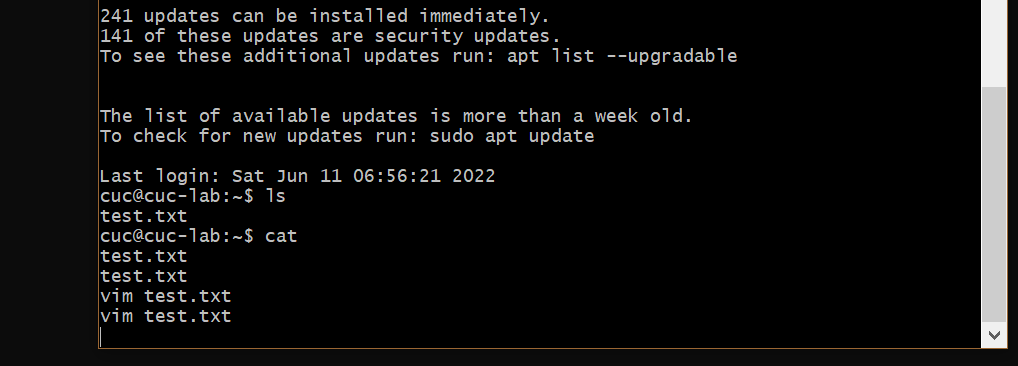 241 updates can be installed immediately.
141 of these updates are security updates.
To see these additional updates run: apt list --upgradable
The list of available updates is more than a week old.
To check for new updates run: sudo apt update
Last login: Sat Jun 11 06:56:21 2022
cuc@cuc-lab:~$ ls
test.txt
cuc@cuc-lab:~$ cat
test.txt
test.txt
vim test.txt
vim test.txt